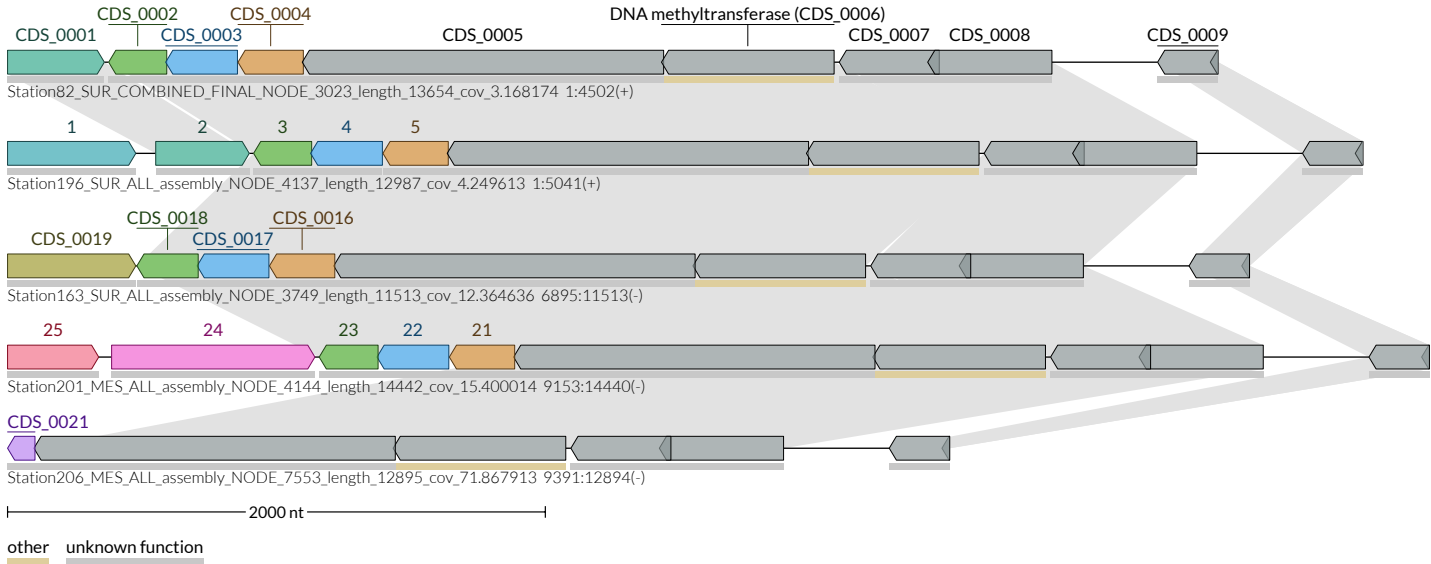 CDS_0002 CDS_0004 DNA methyltransferase (CDS_0006)
CDS_0001 CDS_0003 CDS_0005 CDS_0007 CDS_0008 CDS_0009
Station82_SUR_COMBINED_FINAL_NODE_3023_length_13654_cov_3.168174 1:4502(+)
1 2 3 4 5
Station196_SUR_ALL_assembly_NODE_4137_length_12987_cov_4.249613 1:5041(+)
CDS_0018 CDS_0016
CDS_0019 CDS_0017
Station163_SUR_ALL_assembly_NODE_3749_length_11513_cov_12.364636 6895:11513(-)
25 24 23 22 21
Station201_MES_ALL_assembly_NODE_4144_length_14442_cov_15.400014 9153:14440(-)
CDS_0021
Station206_MES_ALL_assembly_NODE_7553_length_12895_cov_71.867913 9391:12894(-)
2000 nt
other unknown function